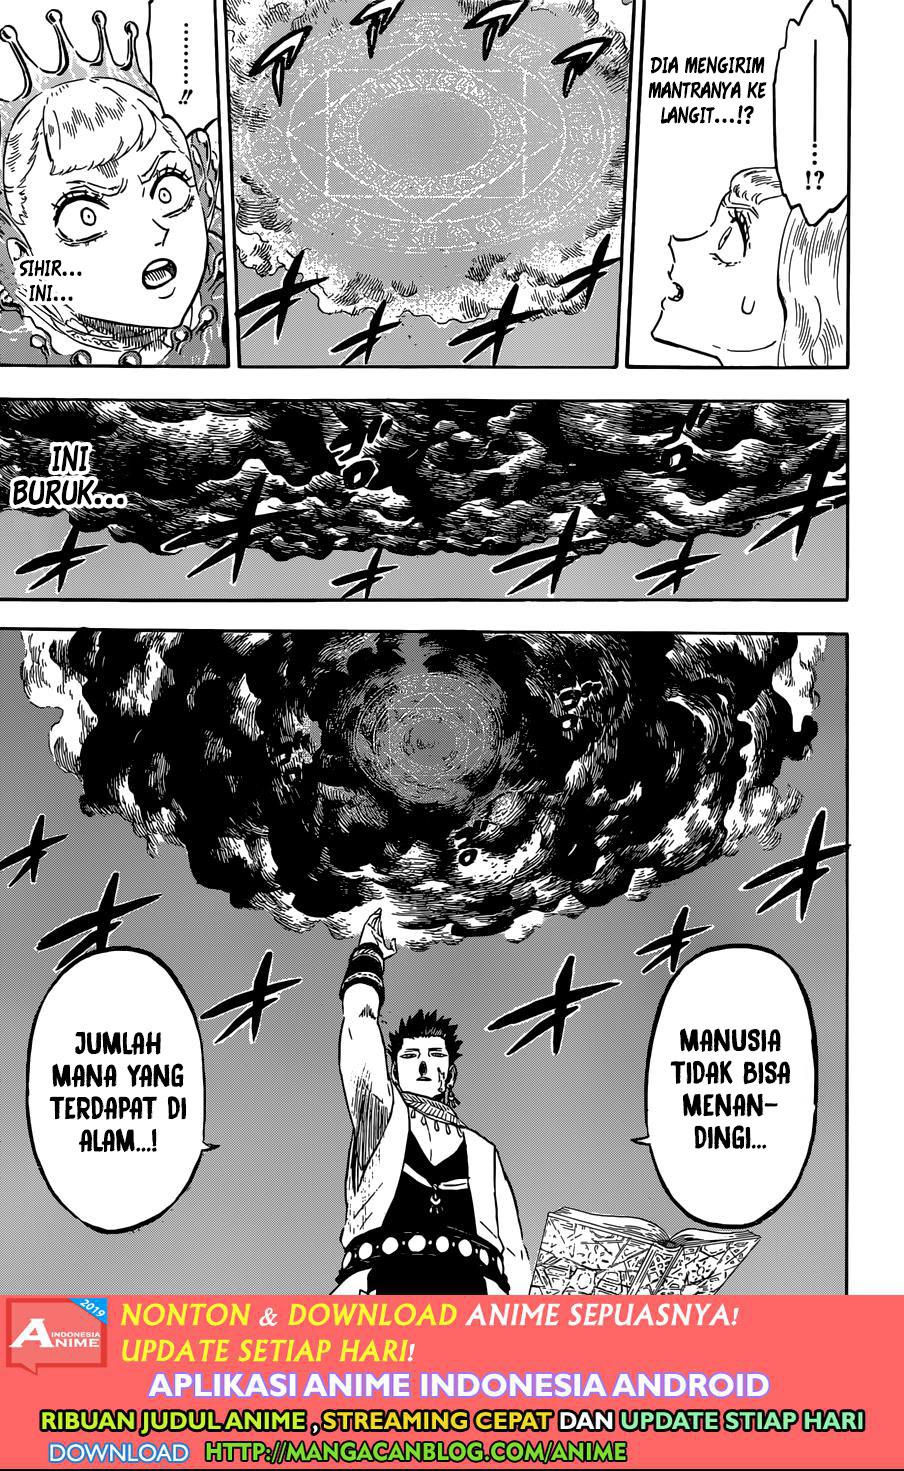 .........!?
DIA MENGIRIM
MANTRANYA KE
LANGIT...!?
......!!
SIHIR...
INI...
INI
BURUK...
MANUSIA
TIDAK BISA
MENAN-
DINGI...
JUMLAH
MANA YANG
TERDAPAT DI
ALAM...!
2019
INDONESIA
ANIME
NONTON & DOWNLOAD ANIME SEPUASNYA!
UPDATE SETIAP HARI!
APLIKASI ANIME INDONESIA ANDROID
RIBUAN JUDUL ANIME , STREAMING CEPAT DAN UPDATE STIAP HARI
DOWNLOAD HTTP://MANGACANBLOG.COM/ANIME